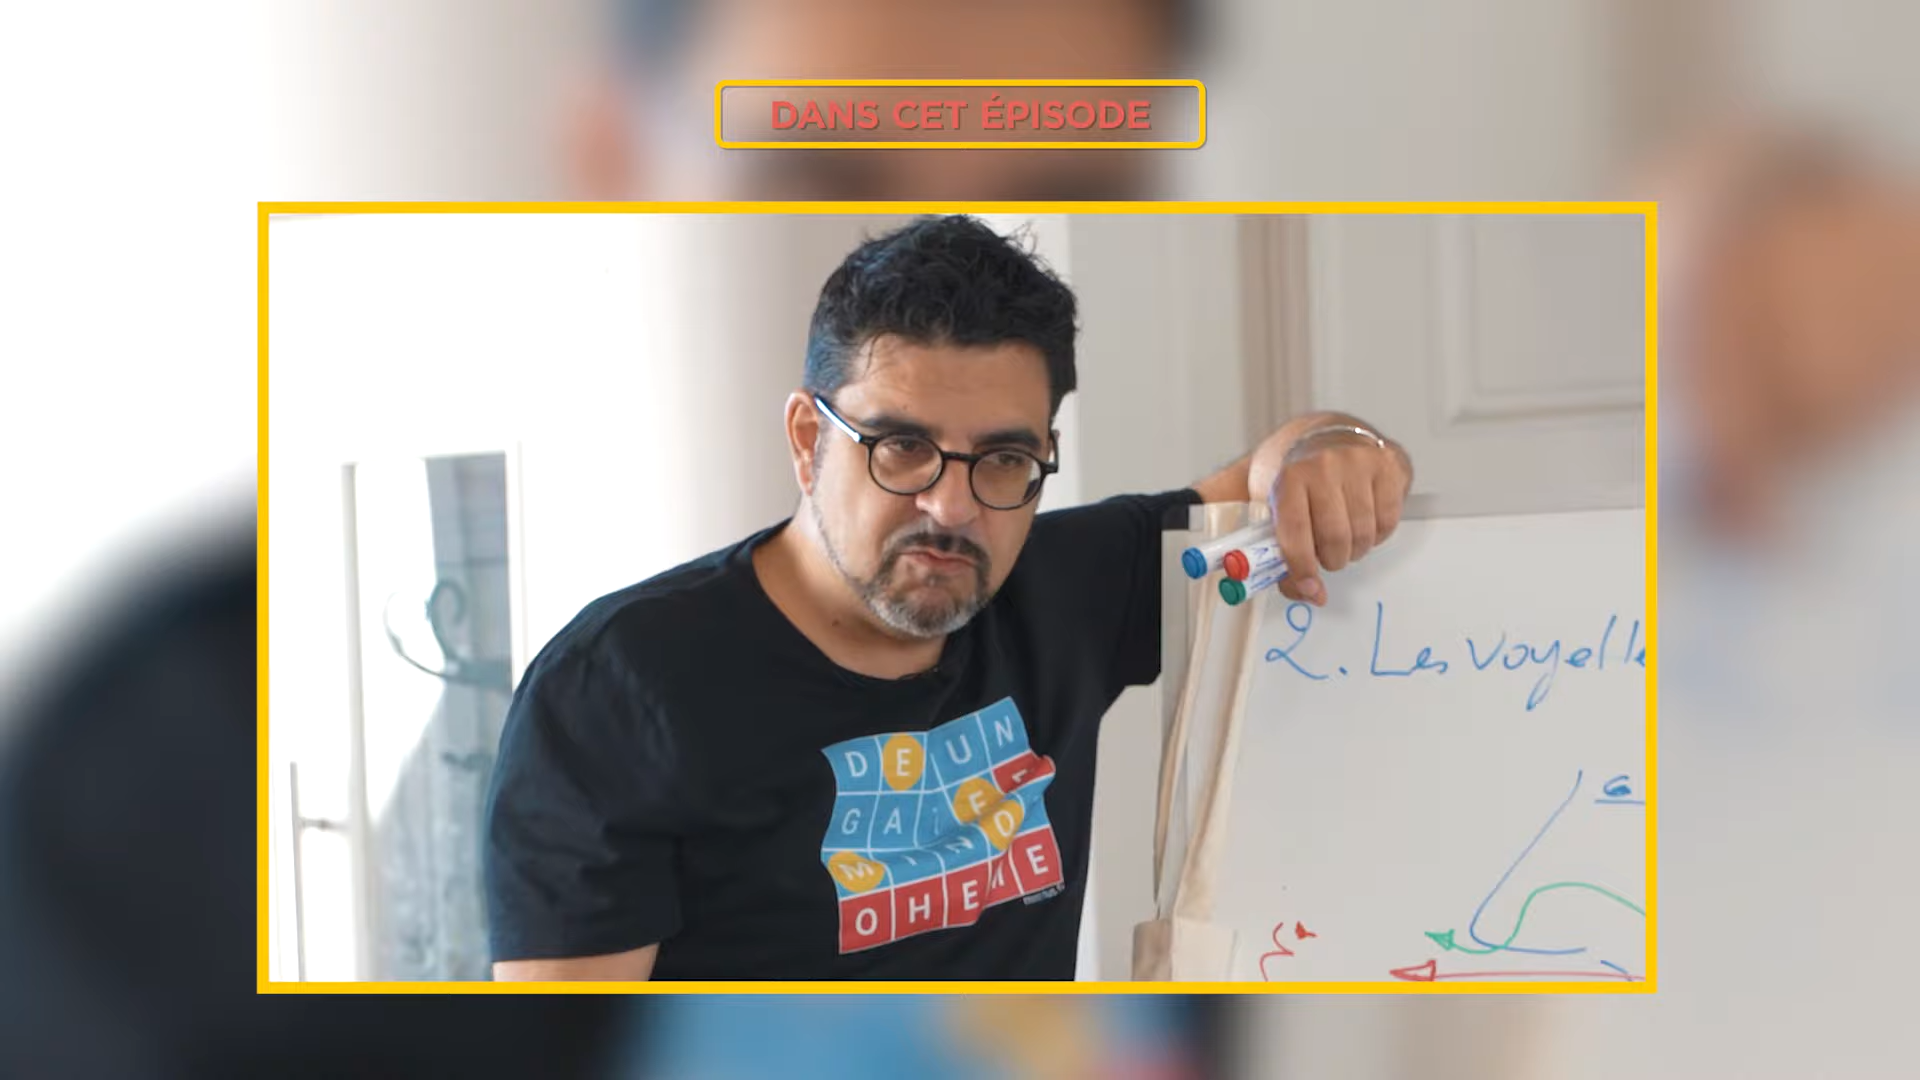 DANS CET ÉPISODE
2. Les voyelle
D E U N
G A
M I N D
O H E M E